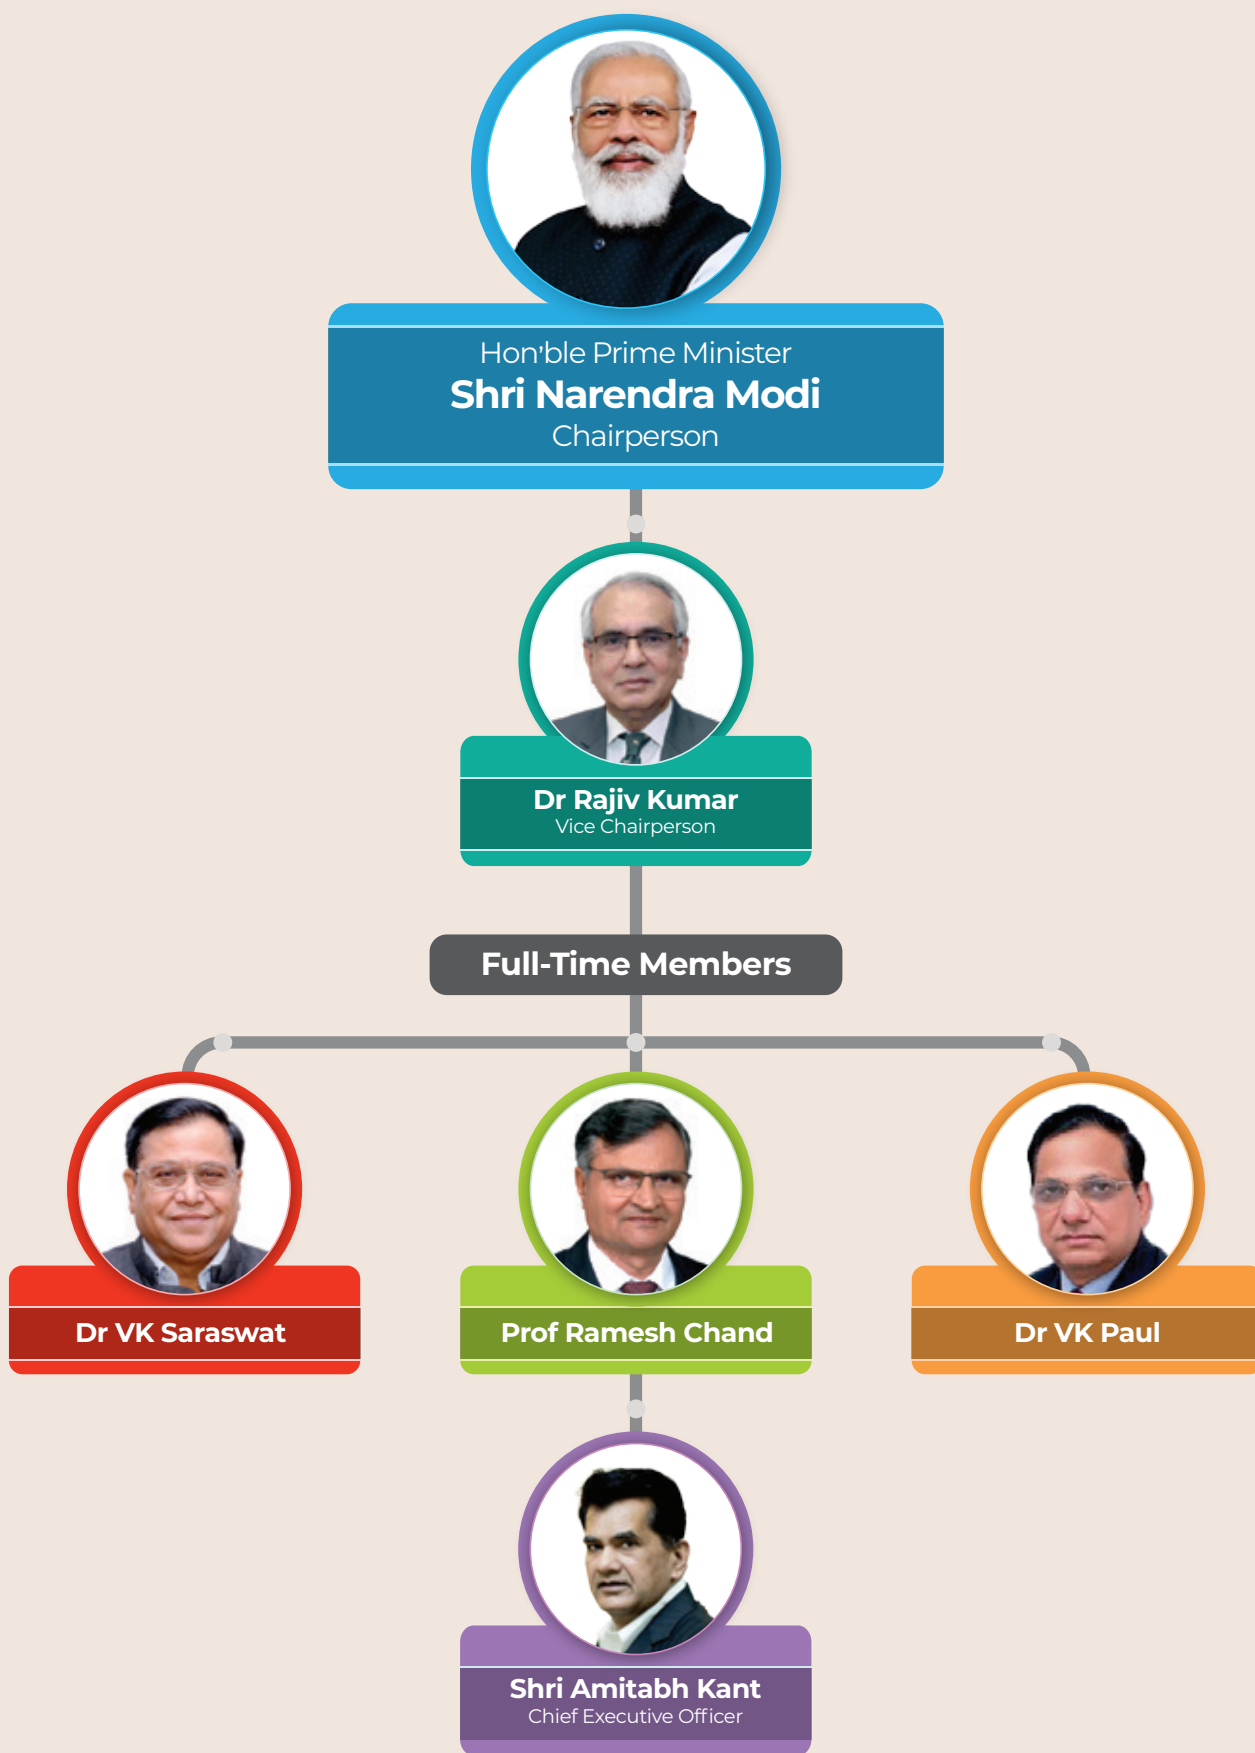 Hon'ble Prime Minister
Shri Narendra Modi
Chairperson
Dr Rajiv Kumar
Vice Chairperson
Full-Time Members
Dr VK Saraswat
Prof Ramesh Chand
Dr VK Paul
Shri Amitabh Kant
Chief Executive Officer